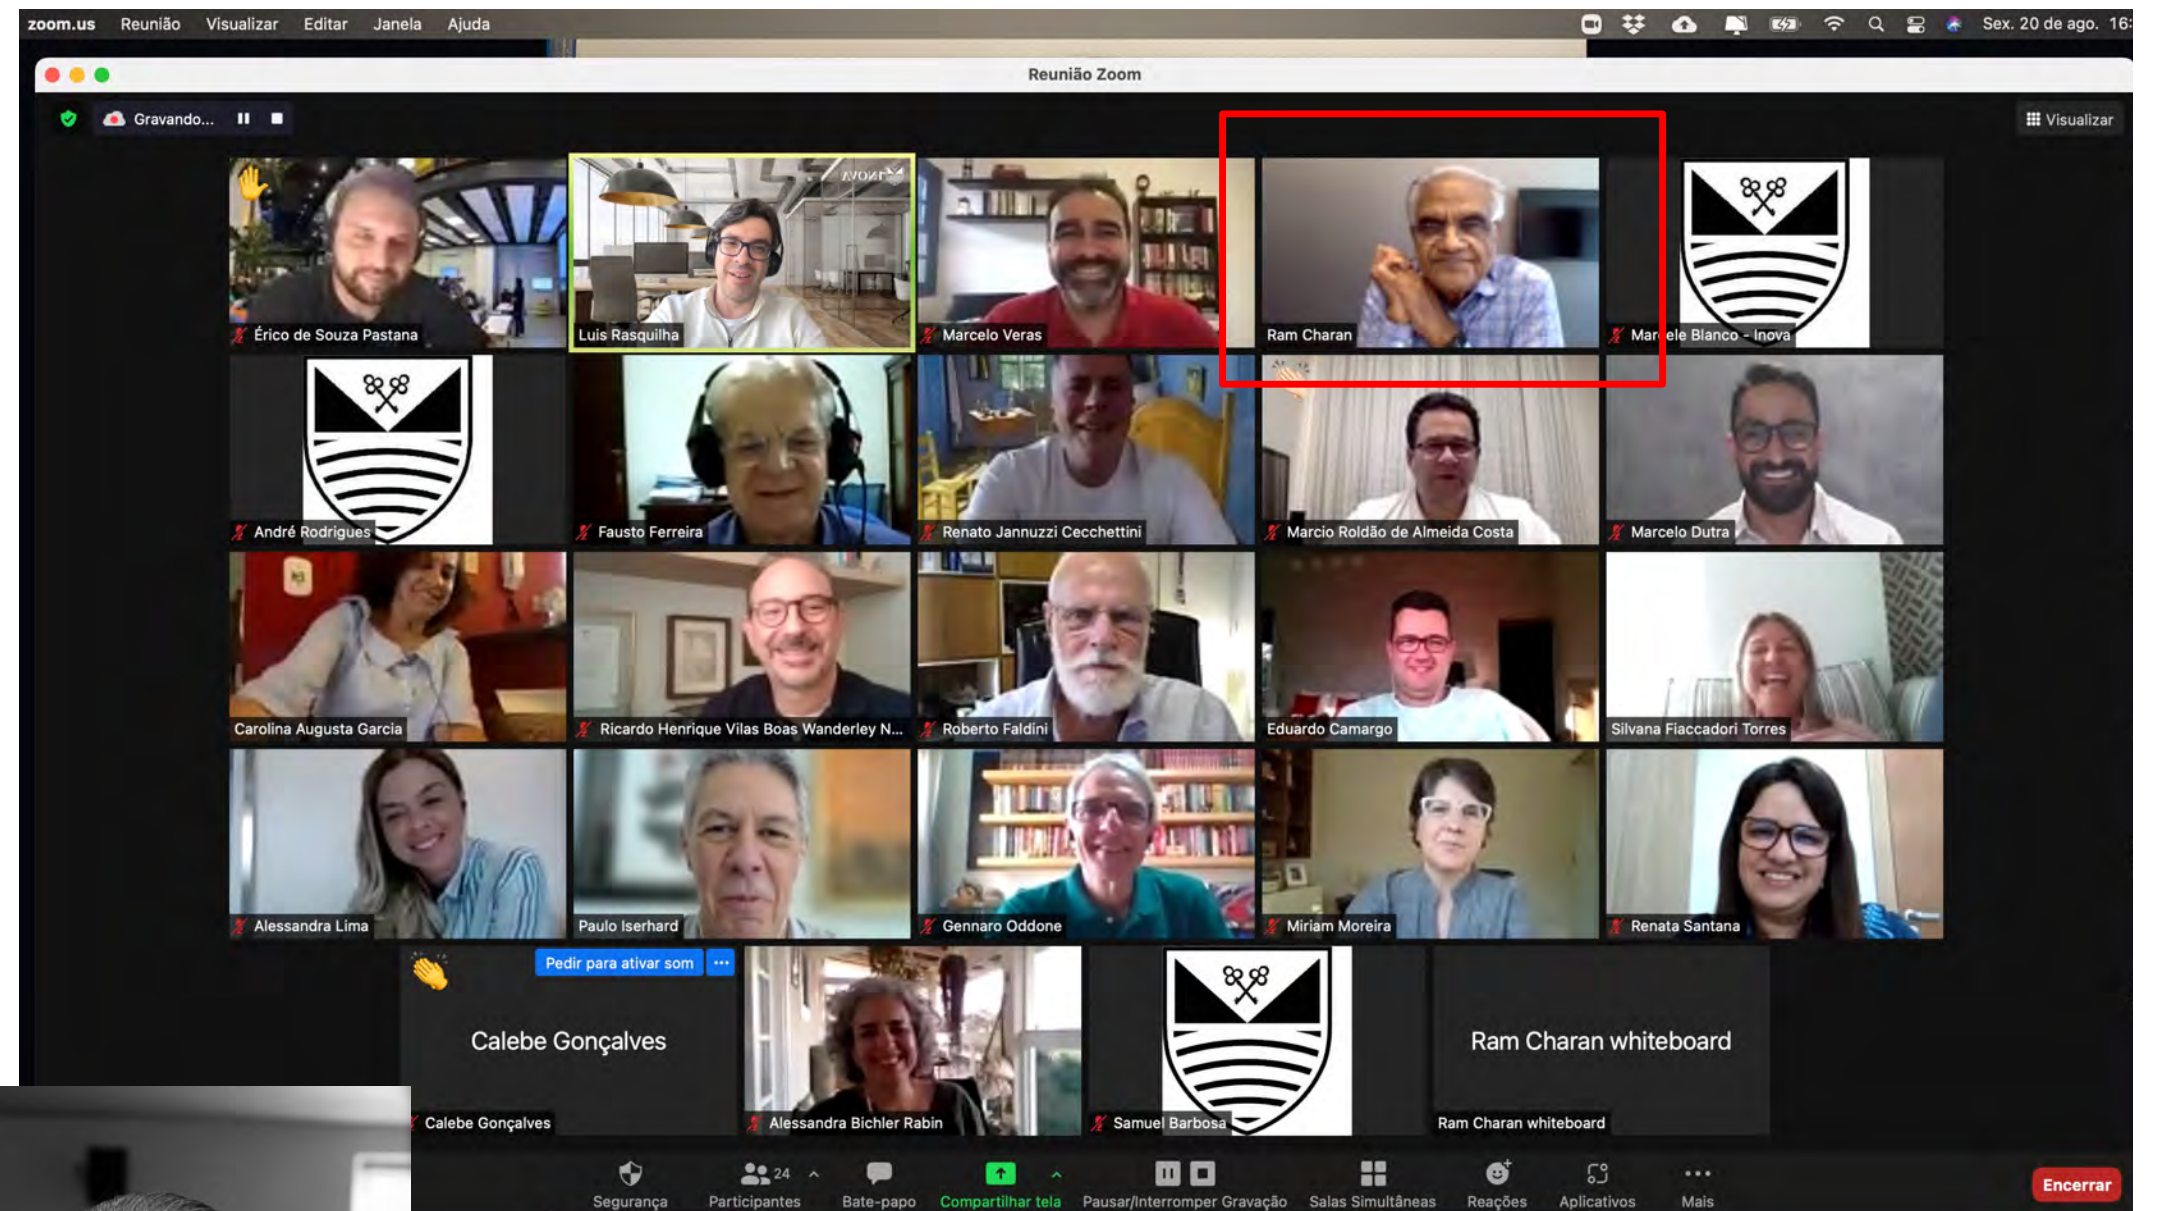 zoom.us Reunião Visualizar Editar Janela Ajuda Sex. 20 de ago. 16:
Reunião Zoom
Gravando... Visualizar
INOVA
Érico de Souza Pastana Luis Rasquilha Marcelo Veras Ram Charan Marcele Blanco - Inova
André Rodrigues Fausto Ferreira Renato Jannuzzi Cecchettini Marcio Roldão de Almeida Costa Marcelo Dutra
Carolina Augusta Garcia Ricardo Henrique Vilas Boas Wanderley N... Roberto Faldini Eduardo Camargo Silvana Fiaccadori Torres
Alessandra Lima Paulo Iserhard Gennaro Oddone Miriam Moreira Renata Santana
Pedir para ativar som ...
Calebe Gonçalves Ram Charan whiteboard
Calebe Gonçalves Alessandra Bichler Rabin Samuel Barbosa Ram Charan whiteboard
24
Segurança Participantes Bate-papo Compartilhar tela Pausar/Interromper Gravação Salas Simultâneas Reações Aplicativos Mais Encerrar